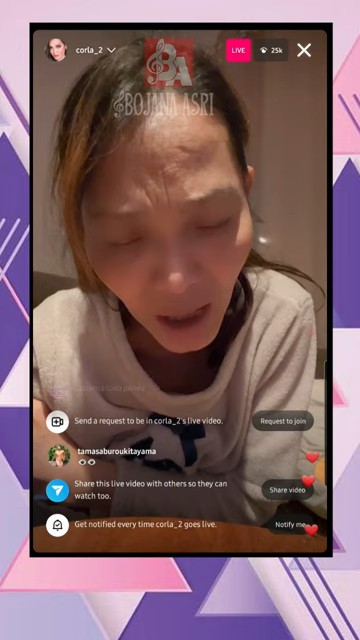 BA
BOJANA ASRI
corla_2
LIVE
25k
Send a request to be in corla_2's live video.
Request to join
tamasaburoukitayama
👀
Share this live video with others so they can
watch too.
Share video
Get notified every time corla_2 goes live.
Notify me